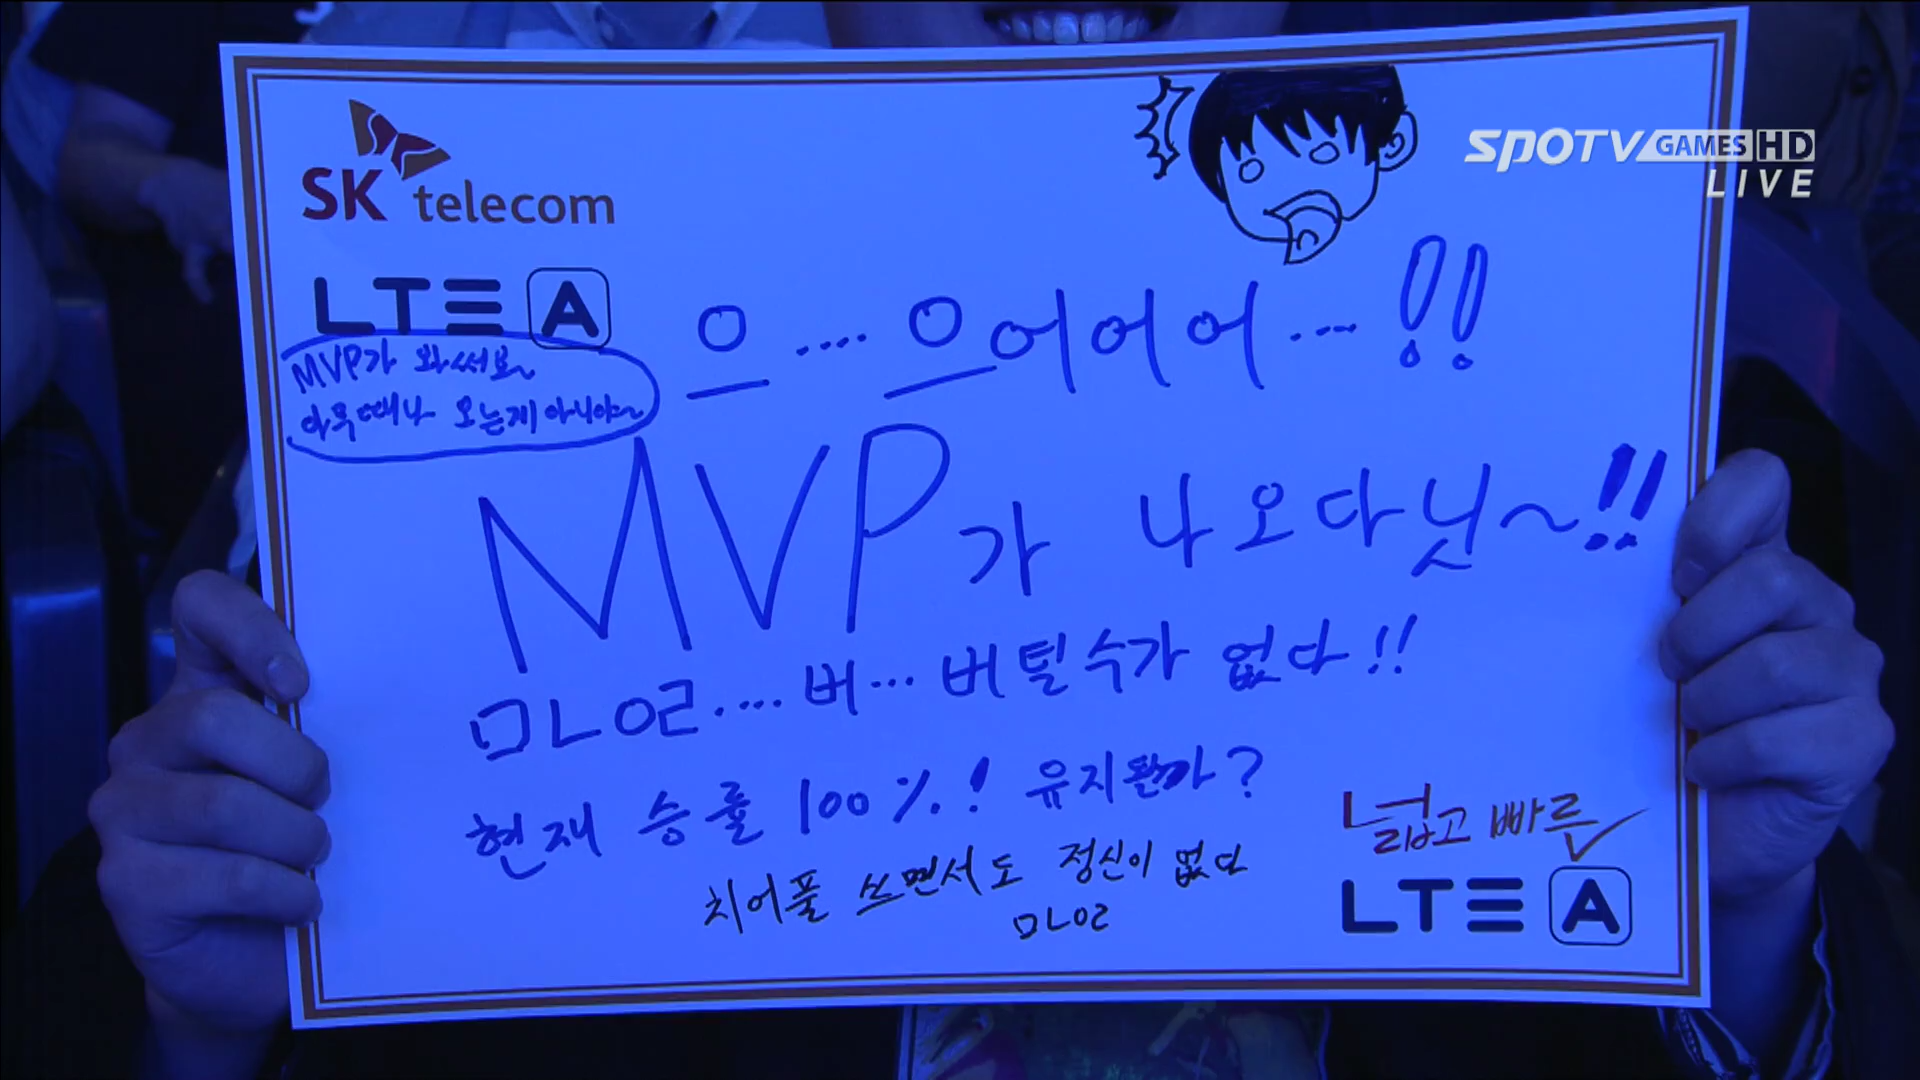 SK telecom
SPOTV GAMES HD
LIVE
LTE A
으....으어어어...!!
MVP가 와써요~
아무때나 오는게아니야~
MVP가 나오다닛~!!
ㅁㄴㅇㄹ....버...버틸수가 없다!!
현재 승률 100%! 유지될까?
치어풀 쓰면서도 정신이 없다
ㅁㄴㅇㄹ
넓고 빠른
LTE A